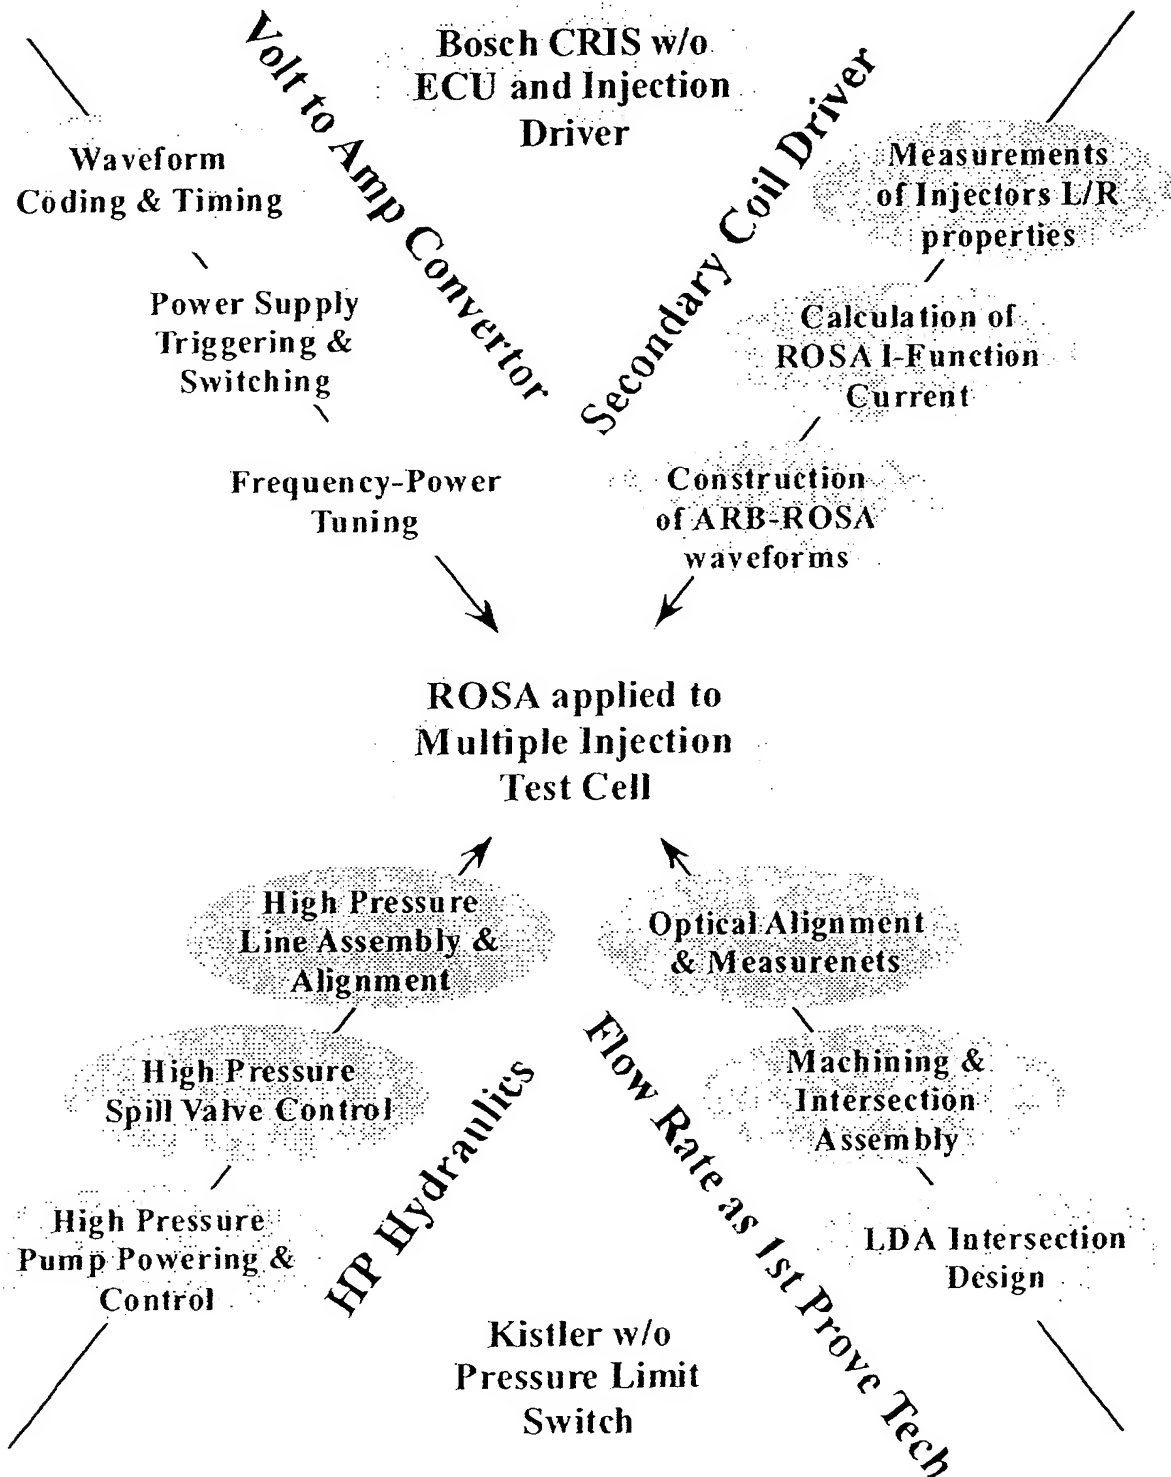 Bosch CRIS w/o
ECU and Injection
Driver
Volt to Amp Convertor
Secondary Coil Driver
Waveform
Coding & Timing
Power Supply
Triggering &
Switching
Frequency-Power
Tuning
Measurements
of Injectors L/R
properties
Calculation of
ROSA I-Function
Current
Construction
of ARB-ROSA
waveforms
ROSA applied to
Multiple Injection
Test Cell
High Pressure
Line Assembly &
Alignment
High Pressure
Spill Valve Control
High Pressure
Pump Powering &
Control
HP Hydraulics
Optical Alignment
& Measurenets
Machining &
Intersection
Assembly
LDA Intersection
Design
Flow Rate as 1st Prove Tech
Kistler w/o
Pressure Limit
Switch